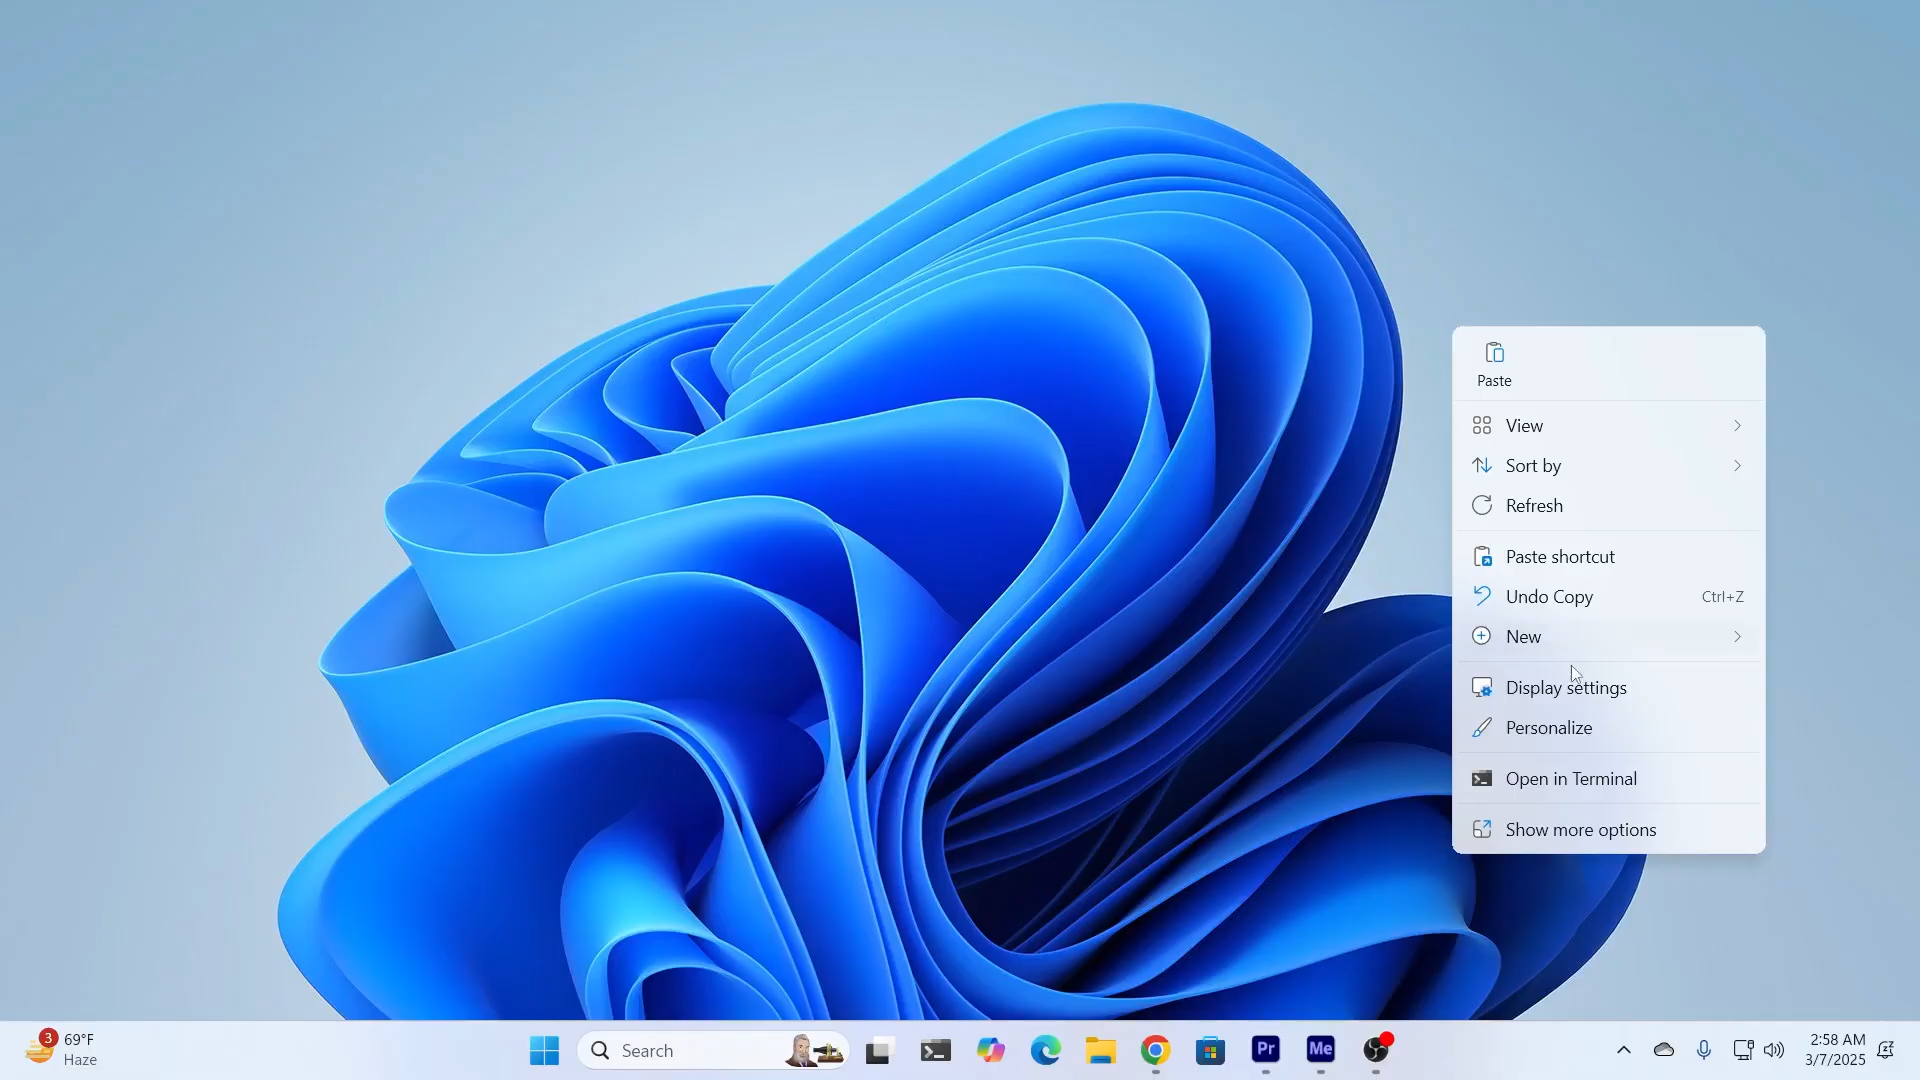 Paste
View
Sort by
Refresh
Paste shortcut
Undo Copy Ctrl+Z
New
Display settings
Personalize
Open in Terminal
Show more options
3
69°F
Haze
Search
Pr
Me
2:58 AM
3/7/2025